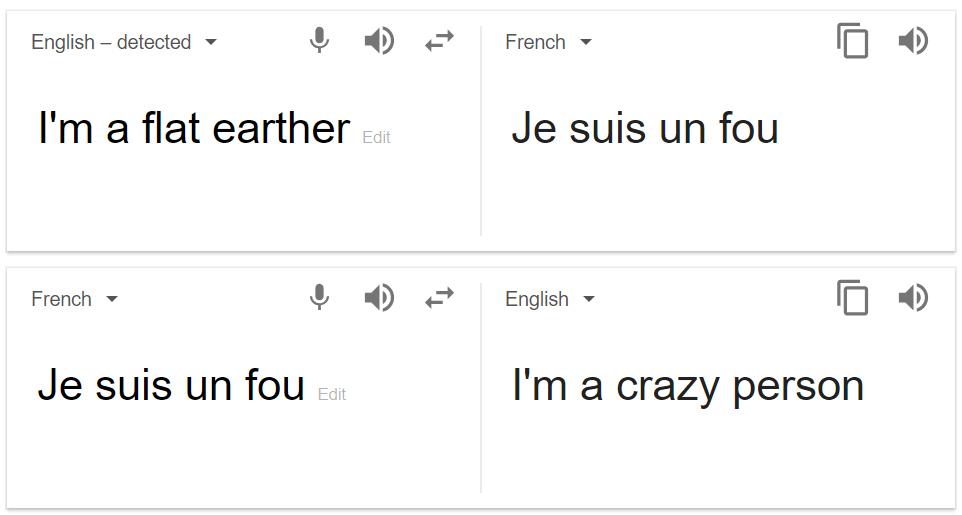 English – detected
French
I'm a flat earther Edit
Je suis un fou
French
English
Je suis un fou Edit
I'm a crazy person